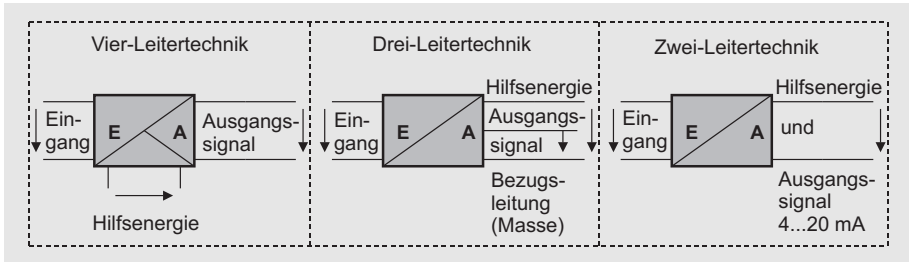 Vier-Leitertechnik
Ein-
gang
E
A
Ausgangs-
signal
Hilfsenergie
Drei-Leitertechnik
Ein-
gang
E
A
Hilfsenergie
Ausgangs-
signal
Bezugs-
leitung
(Masse)
Zwei-Leitertechnik
Ein-
gang
E
A
Hilfsenergie
und
Ausgangs-
signal
4...20 mA